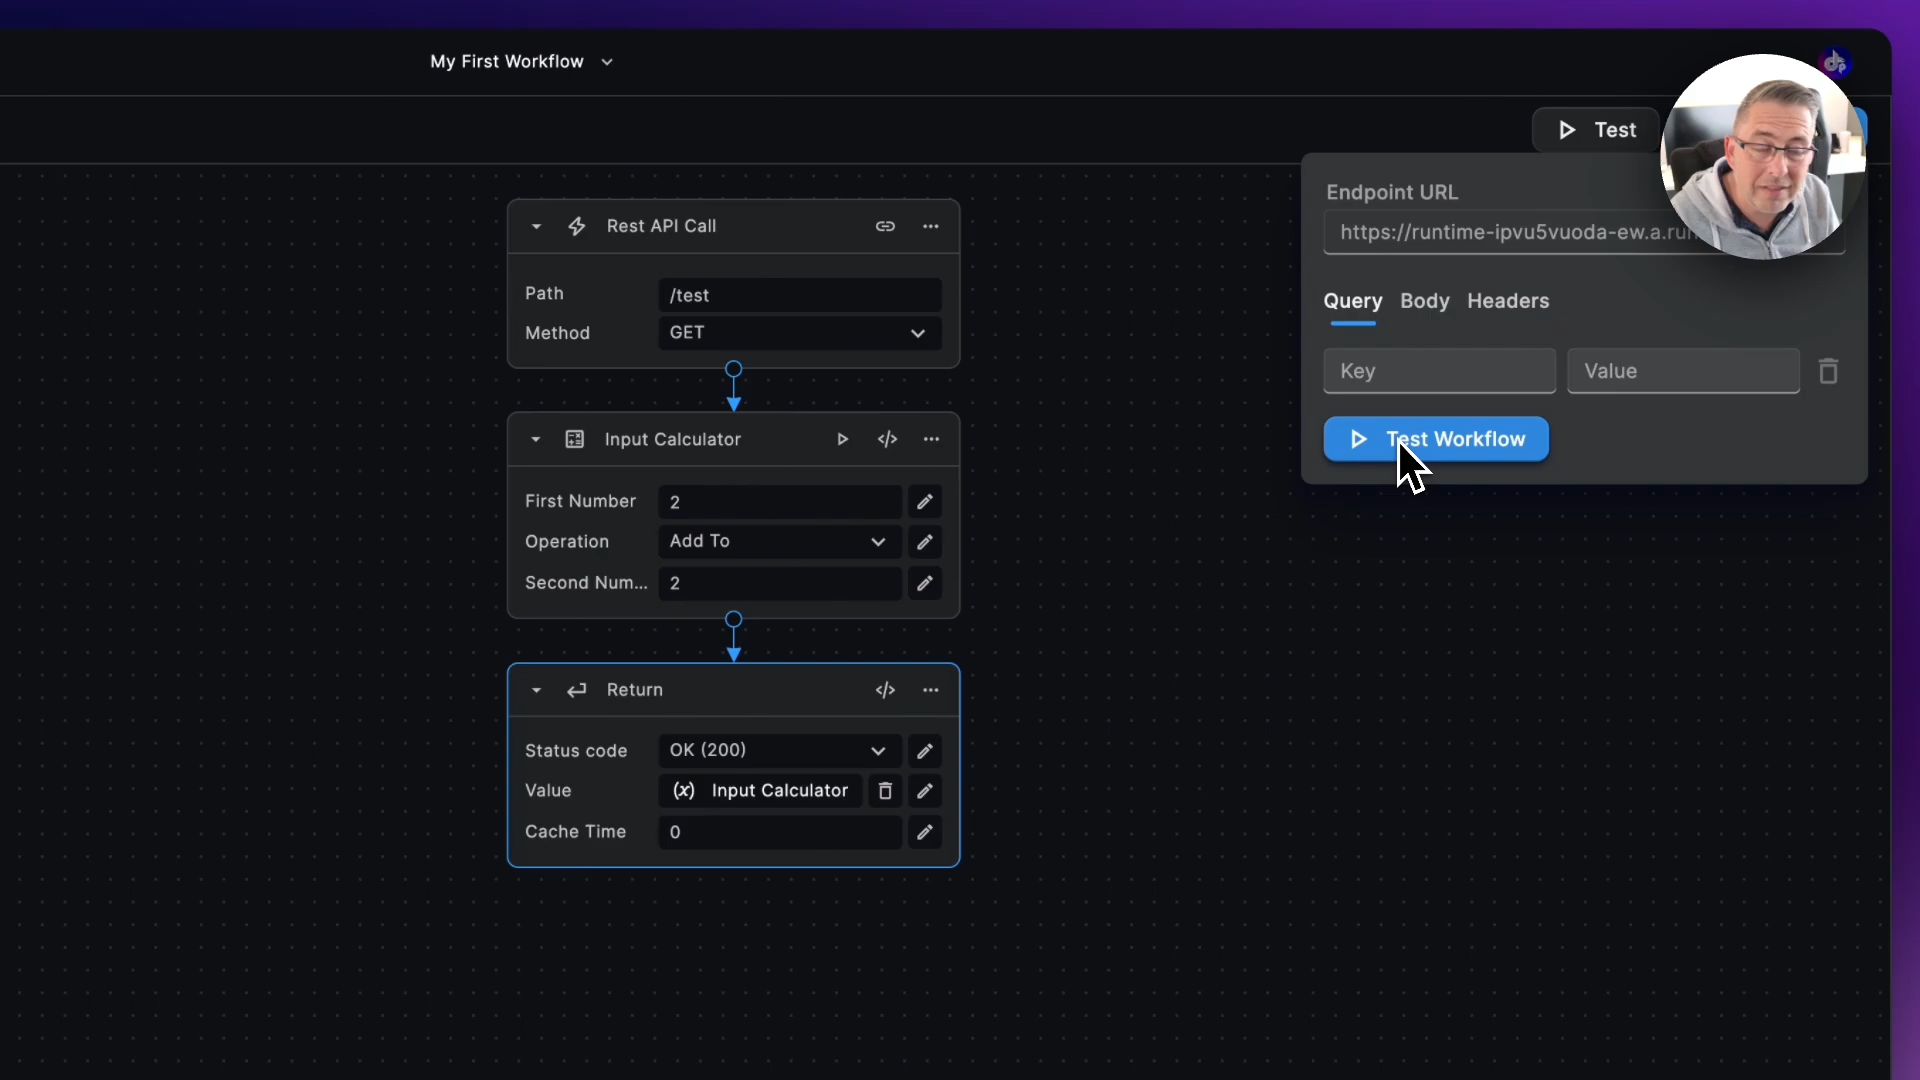 My First Workflow
Test
Endpoint URL
https://runtime-ipvu5vuoda-ew.a.run
Query Body Headers
Key Value
Test Workflow
Rest API Call
Path /test
Method GET
Input Calculator
First Number 2
Operation Add To
Second Num... 2
Return
Status code OK (200)
Value (x) Input Calculator
Cache Time 0